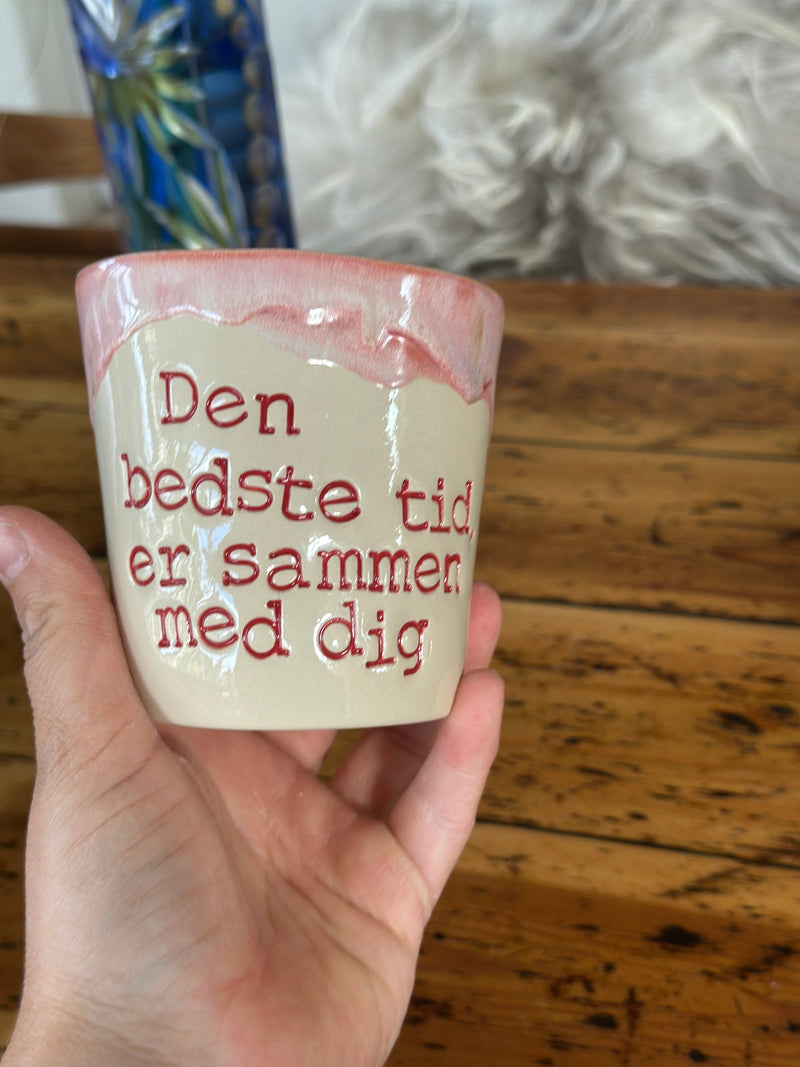 Den
bedste tid,
er sammen
med dig